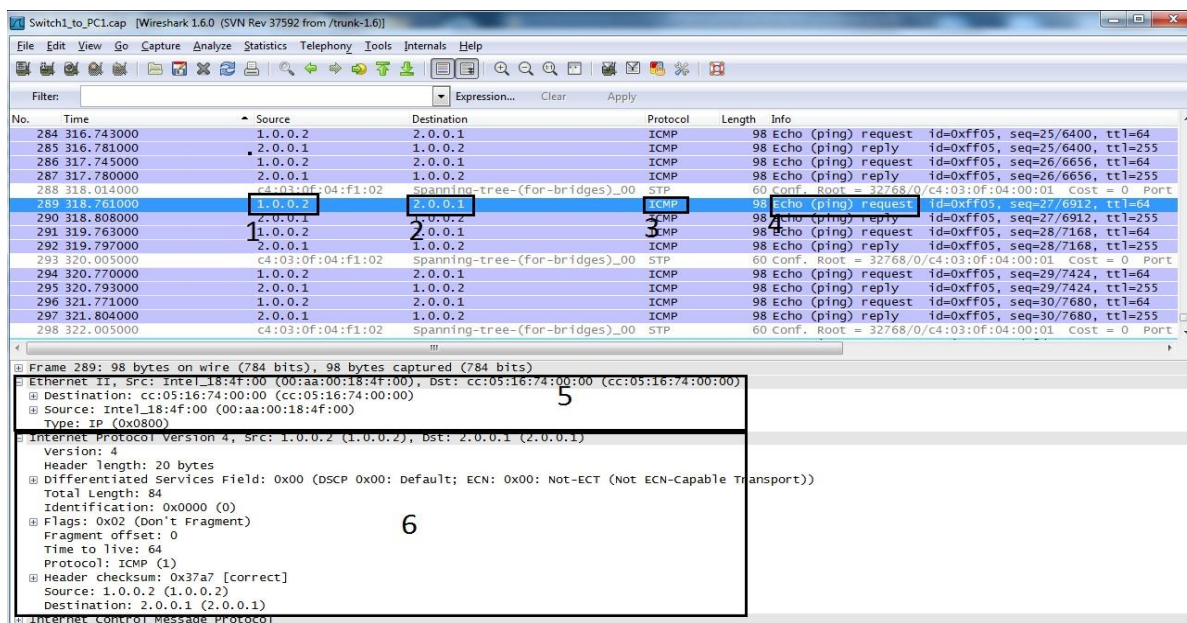 Switch1_to_PC1.cap [Wireshark 1.6.0 (SVN Rev 37592 from /trunk-1.6)]
File Edit View Go Capture Analyze Statistics Telephony Tools Internals Help
Filter: Expression... Clear Apply
No. Time Source Destination Protocol Length Info
284 316.743000 1.0.0.2 2.0.0.1 ICMP 98 Echo (ping) request id=0xff05, seq=25/6400, ttl=64
285 316.781000 2.0.0.1 1.0.0.2 ICMP 98 Echo (ping) reply id=0xff05, seq=25/6400, ttl=255
286 317.745000 1.0.0.2 2.0.0.1 ICMP 98 Echo (ping) request id=0xff05, seq=26/6656, ttl=64
287 317.780000 2.0.0.1 1.0.0.2 ICMP 98 Echo (ping) reply id=0xff05, seq=26/6656, ttl=255
288 318.014000 c4:03:0f:04:f1:02 Spanning-tree-(for-bridges)_00 STP 60 Conf. Root = 32768/0/c4:03:0f:04:00:01 Cost = 0 Port
289 318.761000 1.0.0.2 2.0.0.1 ICMP 98 Echo (ping) request id=0xff05, seq=27/6912, ttl=64
290 318.808000 2.0.0.1 1.0.0.2 ICMP 98 Echo (ping) reply id=0xff05, seq=27/6912, ttl=255
1 2 3 4
291 319.763000 1.0.0.2 2.0.0.1 ICMP 98 Echo (ping) request id=0xff05, seq=28/7168, ttl=64
292 319.797000 2.0.0.1 1.0.0.2 ICMP 98 Echo (ping) reply id=0xff05, seq=28/7168, ttl=255
293 320.005000 c4:03:0f:04:f1:02 Spanning-tree-(for-bridges)_00 STP 60 Conf. Root = 32768/0/c4:03:0f:04:00:01 Cost = 0 Port
294 320.770000 1.0.0.2 2.0.0.1 ICMP 98 Echo (ping) request id=0xff05, seq=29/7424, ttl=64
295 320.793000 2.0.0.1 1.0.0.2 ICMP 98 Echo (ping) reply id=0xff05, seq=29/7424, ttl=255
296 321.771000 1.0.0.2 2.0.0.1 ICMP 98 Echo (ping) request id=0xff05, seq=30/7680, ttl=64
297 321.804000 2.0.0.1 1.0.0.2 ICMP 98 Echo (ping) reply id=0xff05, seq=30/7680, ttl=255
298 322.005000 c4:03:0f:04:f1:02 Spanning-tree-(for-bridges)_00 STP 60 Conf. Root = 32768/0/c4:03:0f:04:00:01 Cost = 0 Port
Frame 289: 98 bytes on wire (784 bits), 98 bytes captured (784 bits)
Ethernet II, Src: Intel_18:4f:00 (00:aa:00:18:4f:00), Dst: cc:05:16:74:00:00 (cc:05:16:74:00:00)
5
Destination: cc:05:16:74:00:00 (cc:05:16:74:00:00)
Source: Intel_18:4f:00 (00:aa:00:18:4f:00)
Type: IP (0x0800)
Internet Protocol Version 4, Src: 1.0.0.2 (1.0.0.2), Dst: 2.0.0.1 (2.0.0.1)
Version: 4
Header length: 20 bytes
Differentiated Services Field: 0x00 (DSCP 0x00: Default; ECN: 0x00: Not-ECT (Not ECN-Capable Transport))
Total Length: 84
Identification: 0x0000 (0)
Flags: 0x02 (Don't Fragment)
6
Fragment offset: 0
Time to live: 64
Protocol: ICMP (1)
Header checksum: 0x37a7 [correct]
Source: 1.0.0.2 (1.0.0.2)
Destination: 2.0.0.1 (2.0.0.1)
Internet Control Message Protocol